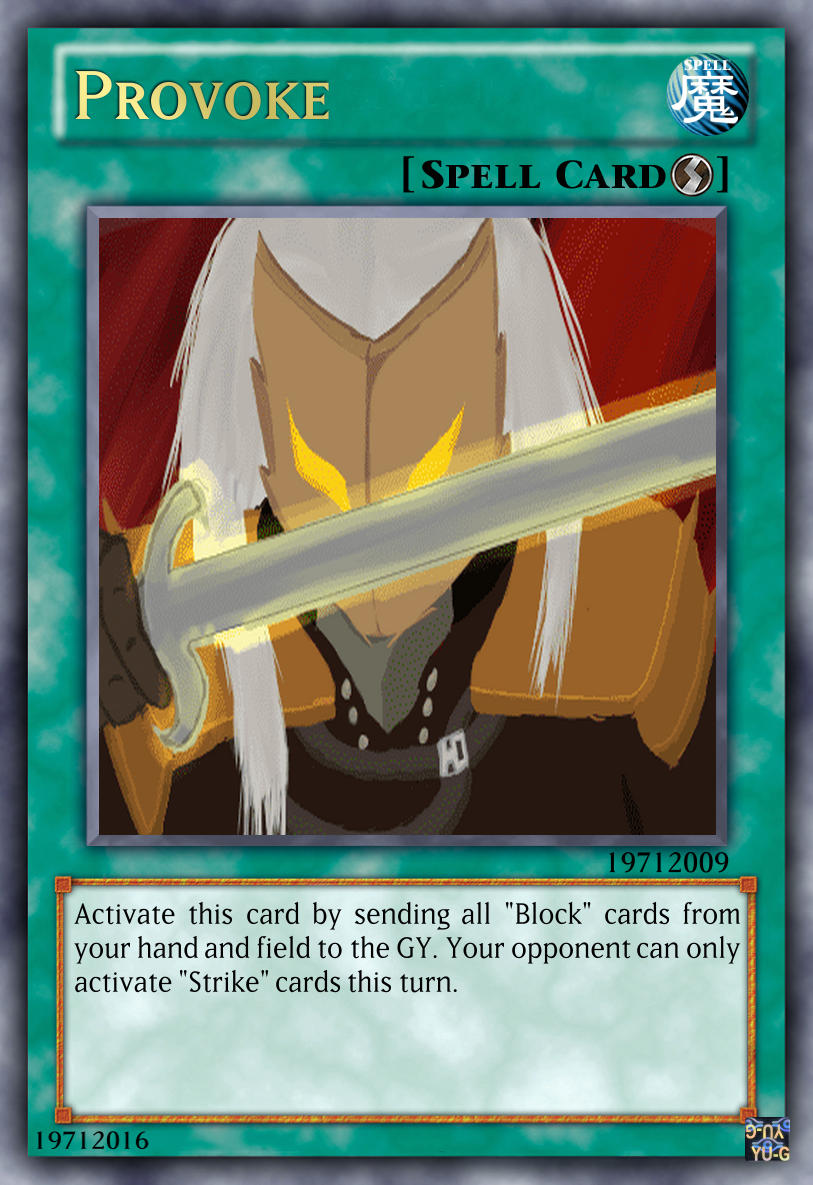 PROVOKE
SPELL
魔
[SPELL CARD]
19712009
Activate this card by sending all "Block" cards from
your hand and field to the GY. Your opponent can only
activate "Strike" cards this turn.
19712016
YU-G
YU-G